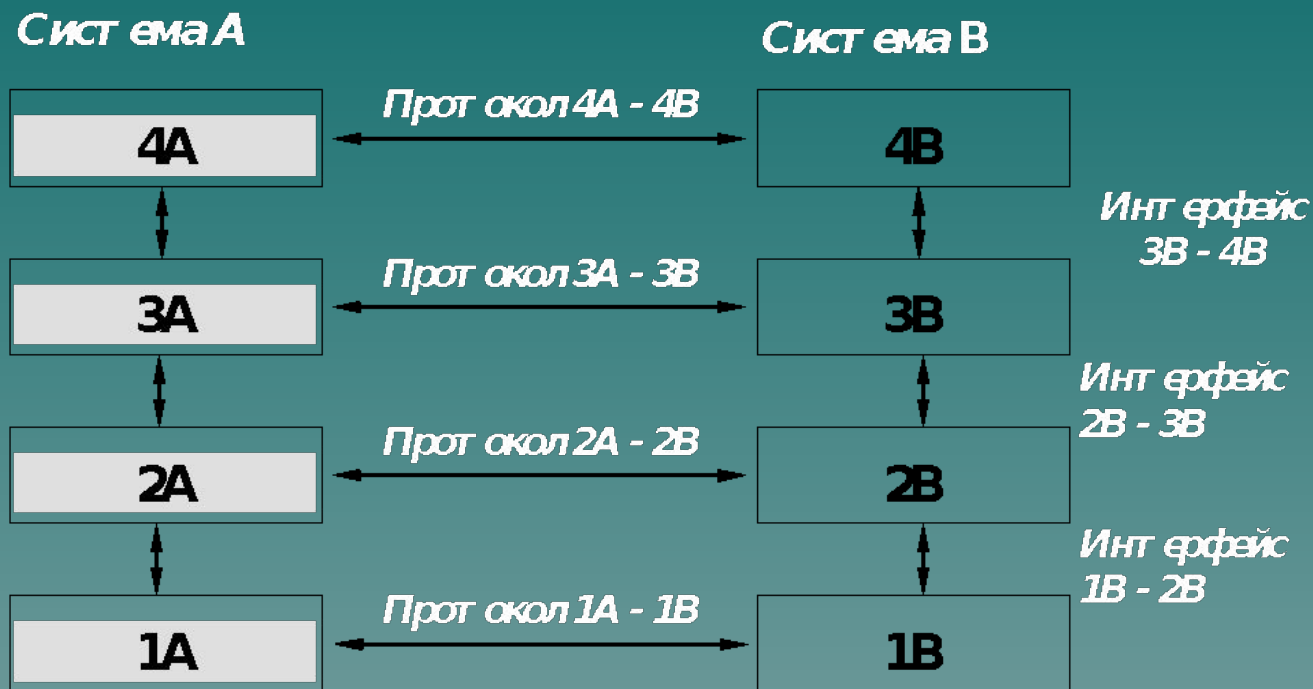 Система А
Система В
Протокол 4А - 4В
4А
4В
Интерфейс
3В - 4В
Протокол 3А - 3В
3А
3В
Интерфейс
2В - 3В
Протокол 2А - 2В
2А
2В
Интерфейс
1В - 2В
Протокол 1А - 1В
1А
1В